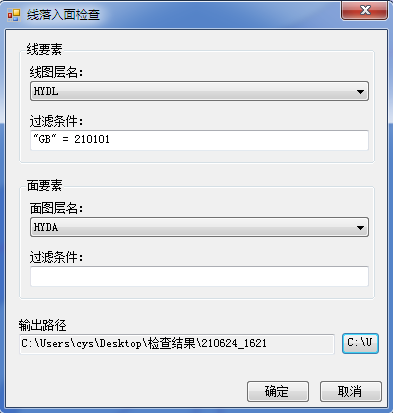 线落入面检查
线要素
线图层名:
HYDL
过滤条件:
"GB" = 210101
面要素
面图层名:
HYDA
过滤条件:
输出路径
C:\Users\cys\Desktop\检查结果\210624_1621
C:\U
确定
取消